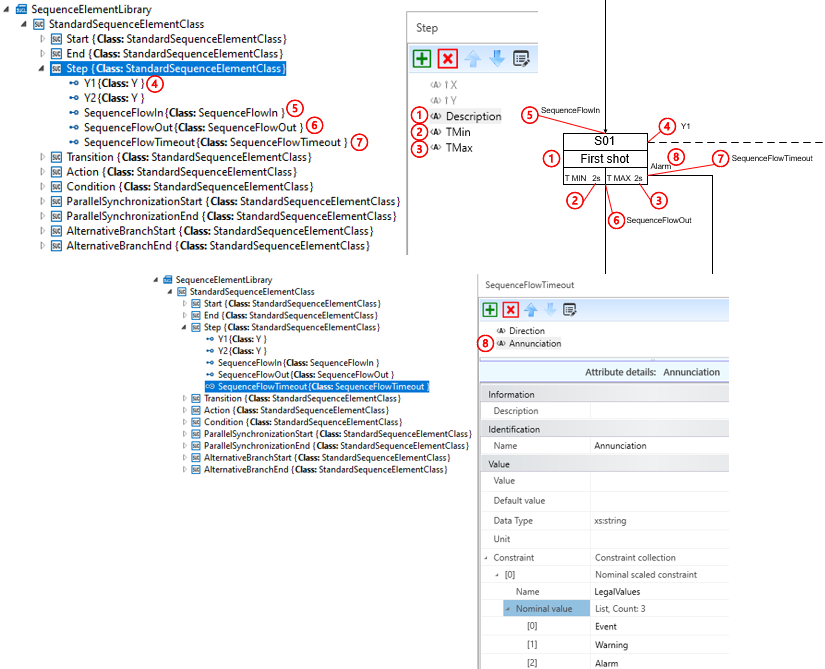 SequenceElementLibrary
StandardSequenceElementClass
Start {Class: StandardSequenceElementClass}
End {Class: StandardSequenceElementClass}
Step {Class: StandardSequenceElementClass}
Y1{Class: Y } 4
Y2{Class: Y }
SequenceFlowIn{Class: SequenceFlowIn } 5
SequenceFlowOut{Class: SequenceFlowOut } 6
SequenceFlowTimeout{Class: SequenceFlowTimeout } 7
Transition {Class: StandardSequenceElementClass}
Action {Class: StandardSequenceElementClass}
Condition {Class: StandardSequenceElementClass}
ParallelSynchronizationStart {Class: StandardSequenceElementClass}
ParallelSynchronizationEnd {Class: StandardSequenceElementClass}
AlternativeBranchStart {Class: StandardSequenceElementClass}
AlternativeBranchEnd {Class: StandardSequenceElementClass}
Step
<A> ↑X
<A> ↑Y
1 <A> Description
2 <A> TMin
3 <A> TMax
5 SequenceFlowIn
4 Y1
S01
1 First shot
Alarm 8 7 SequenceFlowTimeout
T MIN 2s T MAX 2s
2 3
6 SequenceFlowOut
SequenceElementLibrary
StandardSequenceElementClass
Start {Class: StandardSequenceElementClass}
End {Class: StandardSequenceElementClass}
Step {Class: StandardSequenceElementClass}
Y1{Class: Y }
Y2{Class: Y }
SequenceFlowIn{Class: SequenceFlowIn }
SequenceFlowOut{Class: SequenceFlowOut }
SequenceFlowTimeout{Class: SequenceFlowTimeout }
Transition {Class: StandardSequenceElementClass}
Action {Class: StandardSequenceElementClass}
Condition {Class: StandardSequenceElementClass}
ParallelSynchronizationStart {Class: StandardSequenceElementClass}
ParallelSynchronizationEnd {Class: StandardSequenceElementClass}
AlternativeBranchStart {Class: StandardSequenceElementClass}
AlternativeBranchEnd {Class: StandardSequenceElementClass}
SequenceFlowTimeout
<A> Direction
8 <A> Annunciation
Attribute details: Annunciation
Information
Description
Identification
Name Annunciation
Value
Value
Default value
Data Type xs:string
Unit
Constraint Constraint collection
[0] Nominal scaled constraint
Name LegalValues
Nominal value List, Count: 3
[0] Event
[1] Warning
[2] Alarm